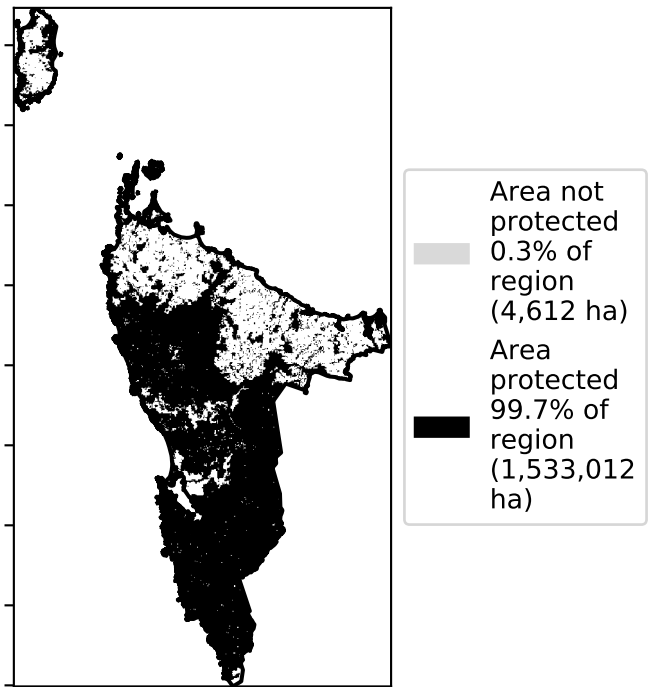 Area not
protected
0.3% of
region
(4,612 ha)
Area
protected
99.7% of
region
(1,533,012
ha)